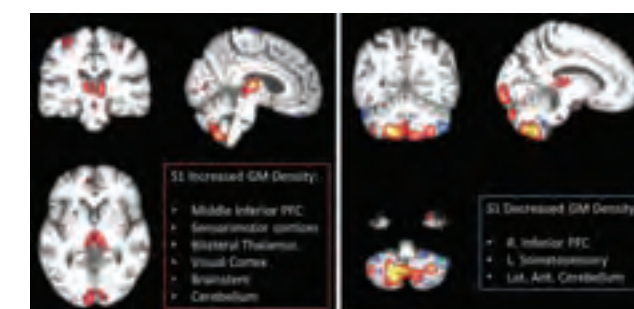 S1 Increased GM Density:
• Middle Inferior PFC
• Sensorimotor cortices
• Bilateral Thalamus
• Visual Cortex
• Brainstem
• Cerebellum
S1 Decreased GM Density
• R. Inferior PFC
• L. Somatosensory
• Lat. Ant. Cerebellum